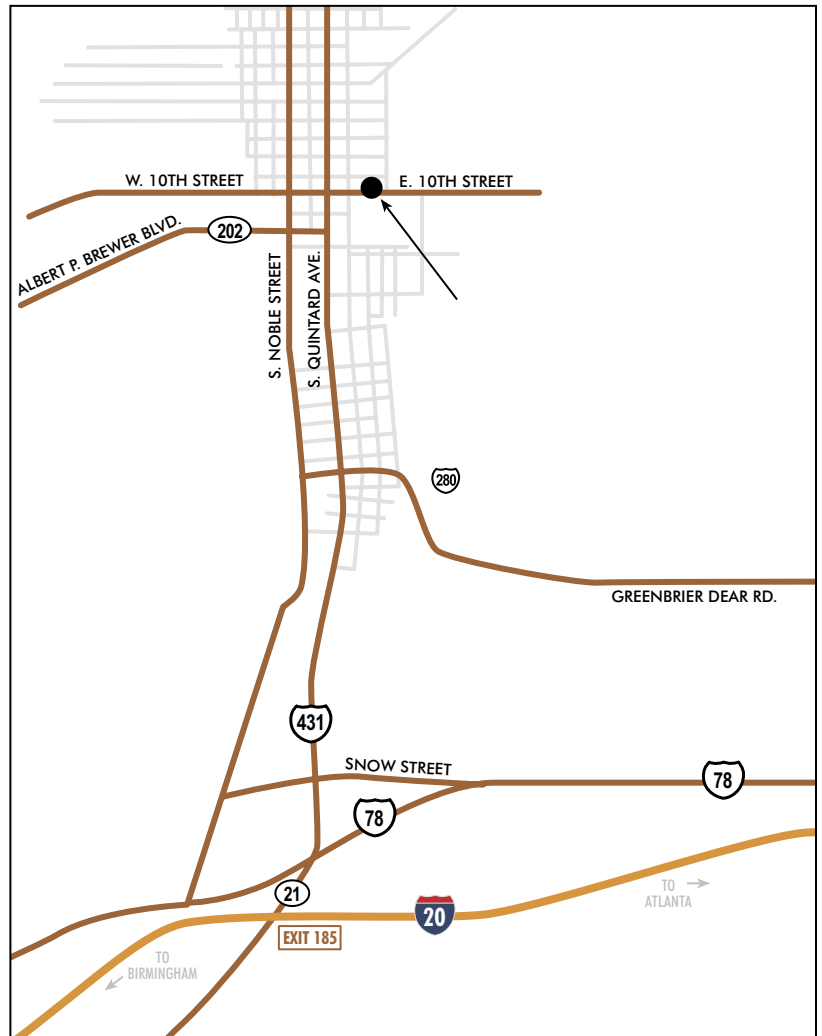 W. 10TH STREET
E. 10TH STREET
ALBERT P. BREWER BLVD.
202
S. NOBLE STREET
S. QUINTARD AVE.
280
GREENBRIER DEAR RD.
431
SNOW STREET
78
78
21
20
TO
ATLANTA
EXIT 185
TO
BIRMINGHAM